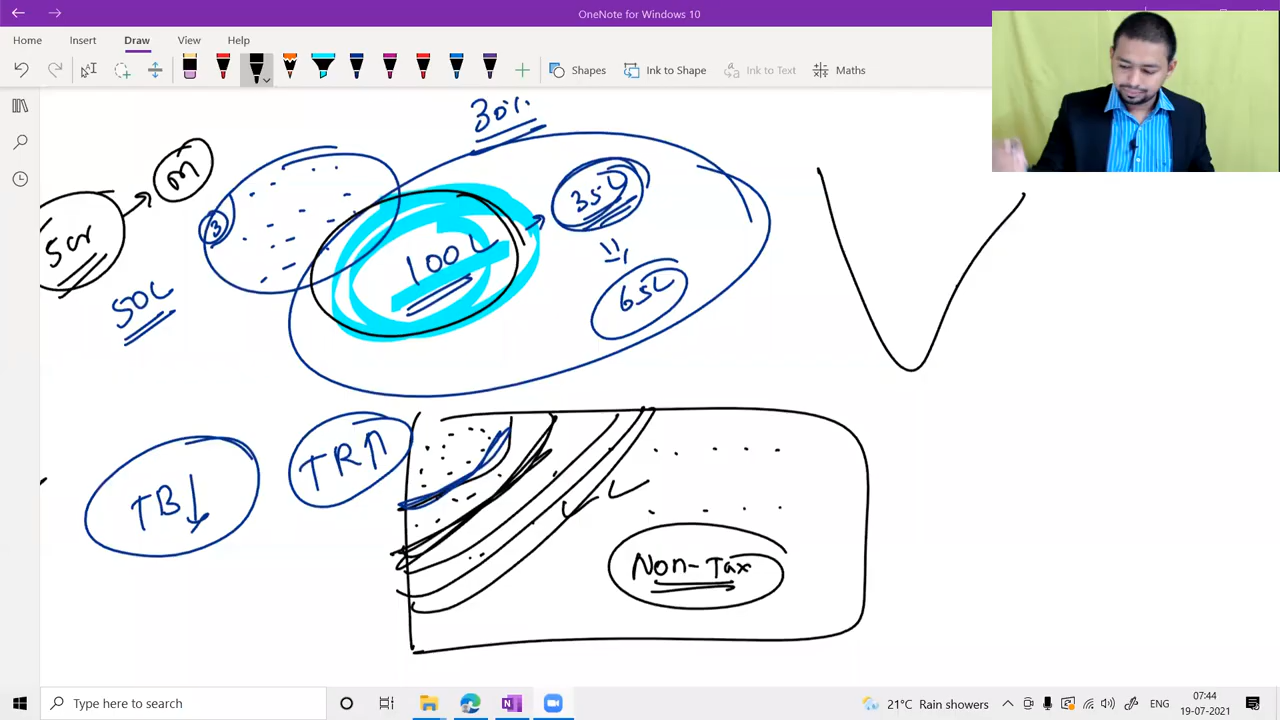 OneNote for Windows 10
Home Insert Draw View Help
Shapes Ink to Shape Ink to Text Maths
30%
m
3
5cr
100L
35L
65L
50L
TR↑
TB↓
Non-Tax
Type here to search
21°C Rain showers
ENG
07:44
19-07-2021